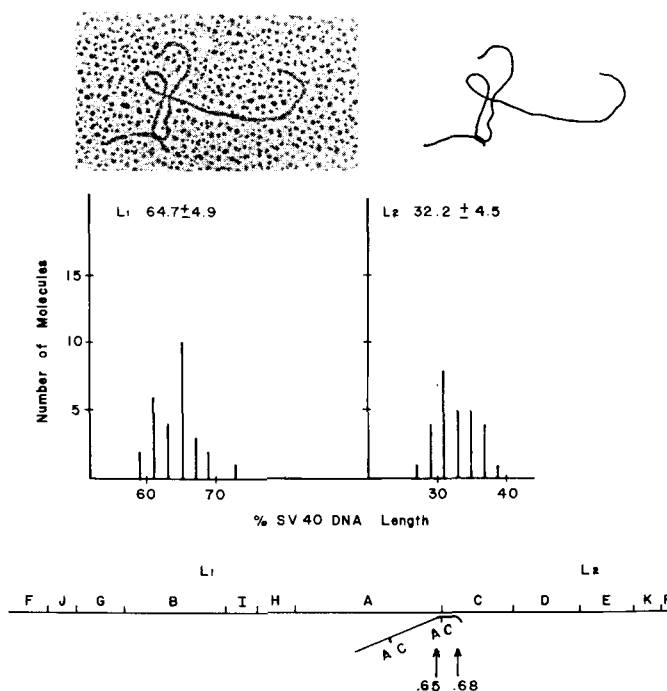 L1 64.7±4.9
L2 32.2 ± 4.5
Number of Molecules
15
10
5
60 70 30 40
% SV40 DNA Length
L1 L2
F J G B I H A C D E K F
A C A C
.65 .68